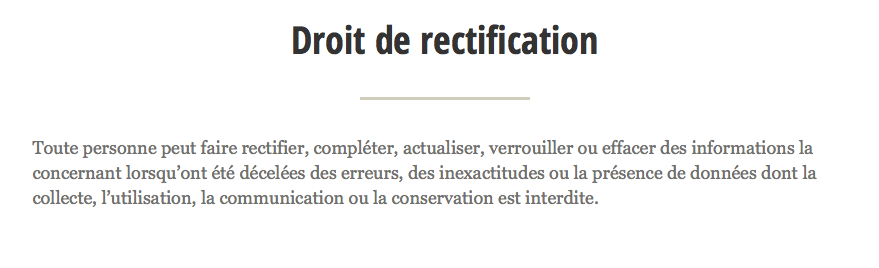 Droit de rectification
Toute personne peut faire rectifier, compléter, actualiser, verrouiller ou effacer des informations la
concernant lorsqu’ont été décelées des erreurs, des inexactitudes ou la présence de données dont la
collecte, l’utilisation, la communication ou la conservation est interdite.